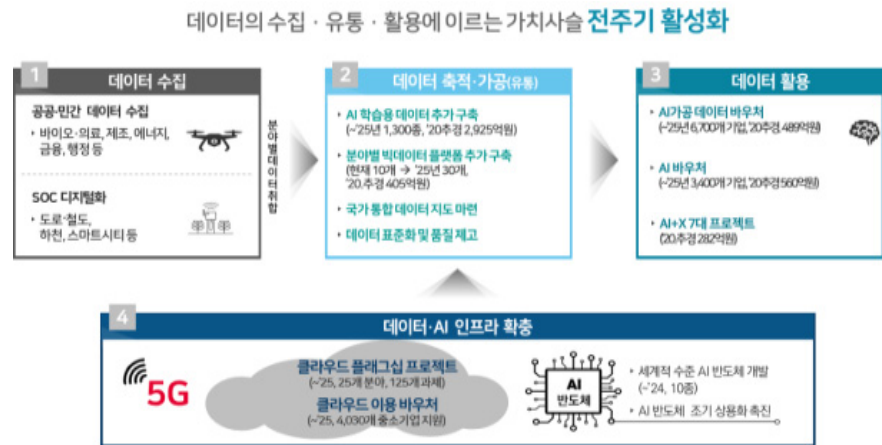 데이터의 수집 · 유통 · 활용에 이르는 가치사슬 전주기 활성화
1
데이터 수집
공공·민간 데이터 수집
• 바이오·의료, 제조, 에너지,
금융, 행정 등
SOC 디지털화
• 도로·철도,
하천, 스마트시티 등
분야별 데이터 취합
2
데이터 축적·가공(유통)
• AI 학습용 데이터 추가 구축
(~'25년 1,300종, '20추경 2,925억원)
• 분야별 빅데이터 플랫폼 추가 구축
(현재 10개 → '25년 30개,
'20.추경 405억원)
• 국가 통합 데이터 지도 마련
• 데이터 표준화 및 품질 제고
3
데이터 활용
• AI가공 데이터 바우처
(~'25년 6,700개 기업, '20추경 489억원)
• AI 바우처
(~'25년 3,400개 기업, '20추경 560억원)
• AI+X 7대 프로젝트
('20.추경 282억원)
4
데이터·AI 인프라 확충
5G
클라우드 플래그십 프로젝트
(~'25, 25개 분야, 125개 과제)
클라우드 이용 바우처
(~'25, 4,030개 중소기업 지원)
AI
반도체
▸ 세계적 수준 AI 반도체 개발
(~'24, 10종)
▸ AI 반도체 조기 상용화 촉진